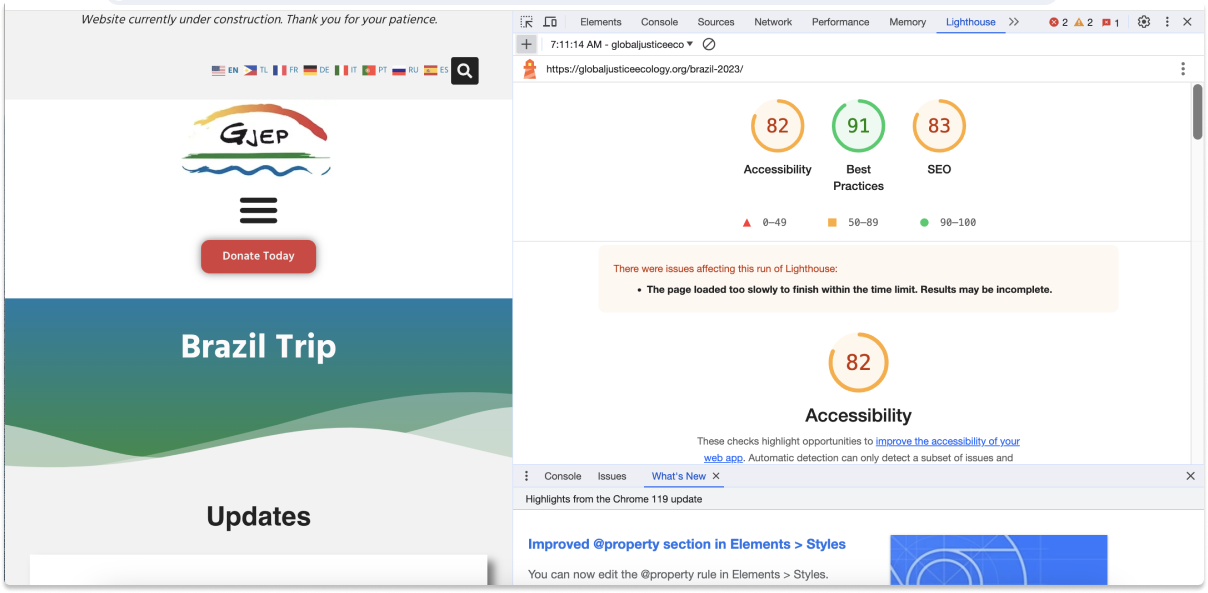 Website currently under construction. Thank you for your patience.
EN TL FR DE IT PT RU ES
GJEP
Donate Today
Brazil Trip
Updates
Elements Console Sources Network Performance Memory Lighthouse 2 2 1
7:11:14 AM - globaljusticeeco
https://globaljusticeecology.org/brazil-2023/
82 91 83
Accessibility Best SEO
Practices
0–49 50–89 90–100
There were issues affecting this run of Lighthouse:
• The page loaded too slowly to finish within the time limit. Results may be incomplete.
82
Accessibility
These checks highlight opportunities to improve the accessibility of your
web app. Automatic detection can only detect a subset of issues and
Console Issues What's New
Highlights from the Chrome 119 update
Improved @property section in Elements > Styles
You can now edit the @property rule in Elements > Styles.